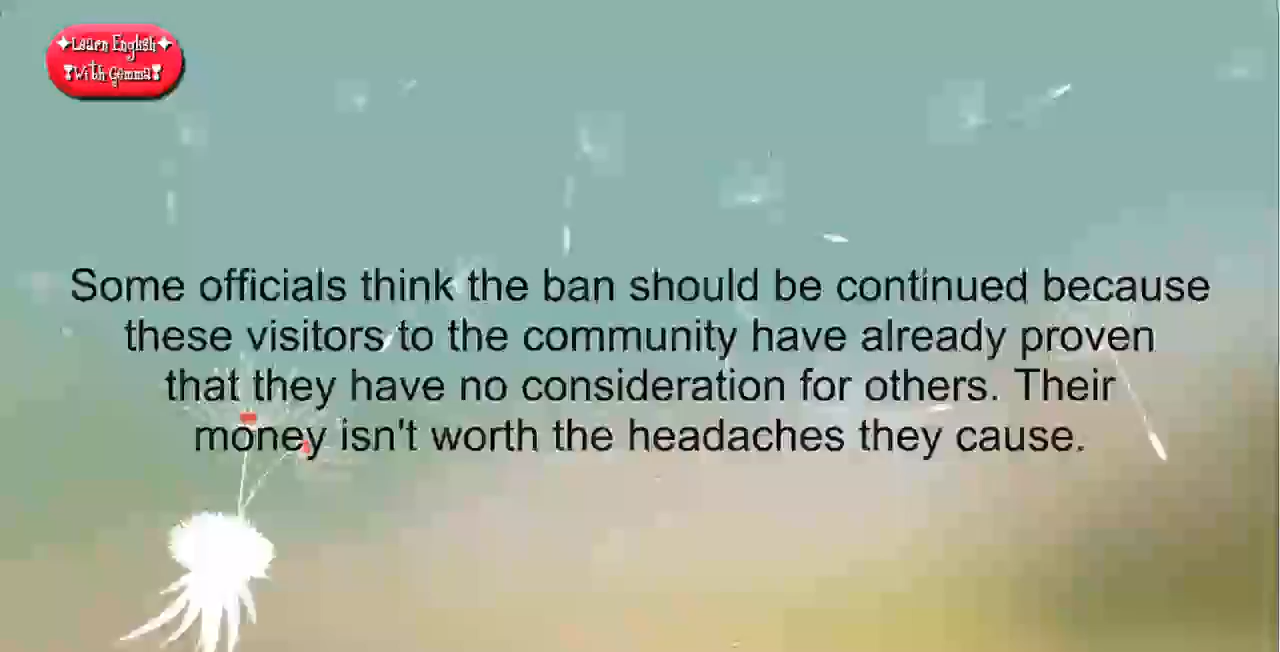 ✦Learn English✦
❣With Gemma❣
Some officials think the ban should be continued because
these visitors to the community have already proven
that they have no consideration for others. Their
money isn't worth the headaches they cause.